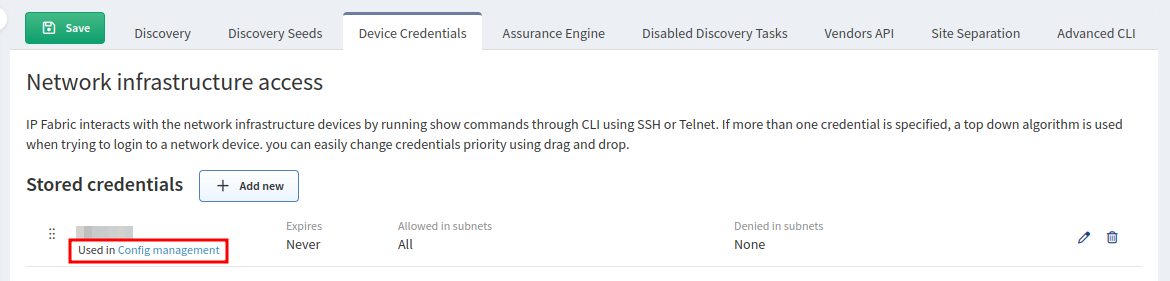 Save
Discovery
Discovery Seeds
Device Credentials
Assurance Engine
Disabled Discovery Tasks
Vendors API
Site Separation
Advanced CLI
Network infrastructure access
IP Fabric interacts with the network infrastructure devices by running show commands through CLI using SSH or Telnet. If more than one credential is specified, a top down algorithm is used
when trying to login to a network device. you can easily change credentials priority using drag and drop.
Stored credentials
Add new
Used in Config management
Expires
Never
Allowed in subnets
All
Denied in subnets
None